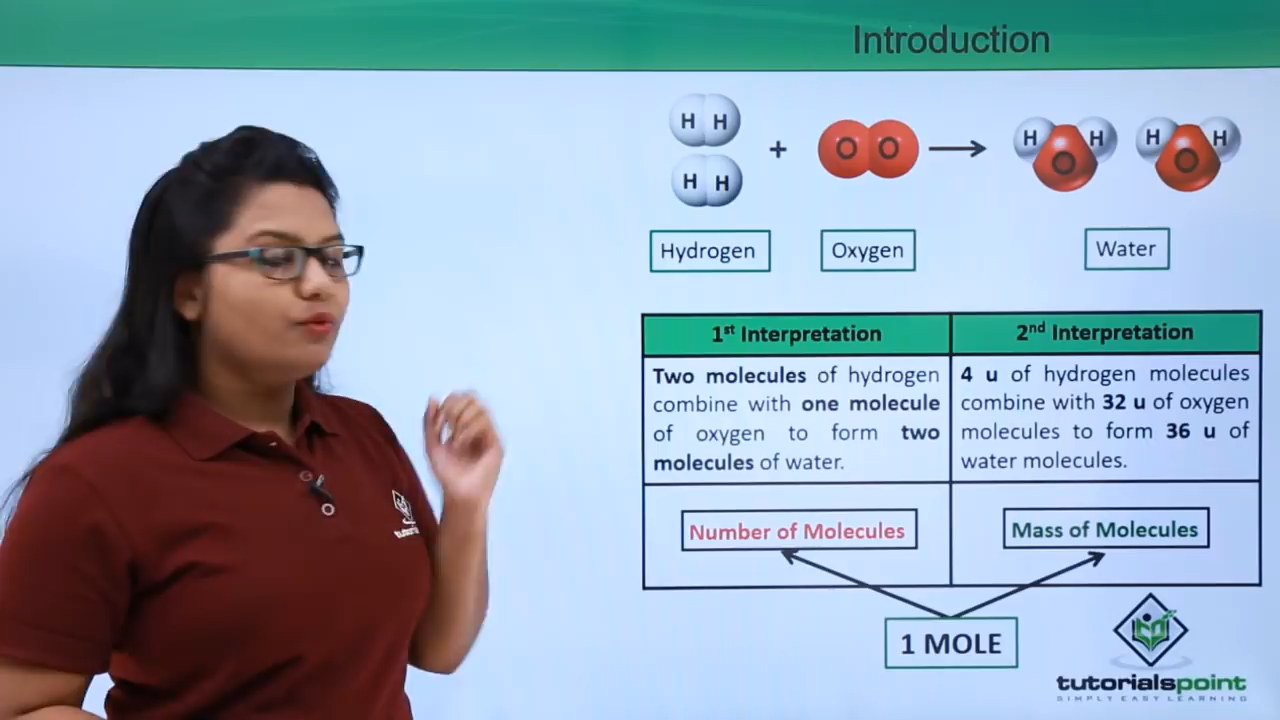 Introduction
H H
H H
+
O O
H O H
H O H
Hydrogen
Oxygen
Water
1st Interpretation
Two molecules of hydrogen
combine with one molecule
of oxygen to form two
molecules of water.
2nd Interpretation
4 u of hydrogen molecules
combine with 32 u of oxygen
molecules to form 36 u of
water molecules.
Number of Molecules
Mass of Molecules
1 MOLE
tutorialspoint
SIMPLY EASY LEARNING